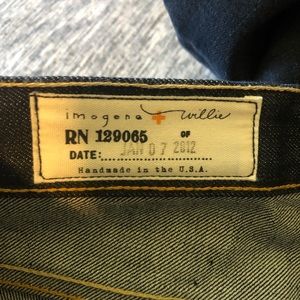 imogene + willie
RN 129065 OF
DATE: JAN 07 2012
Handmade in the U.S.A.